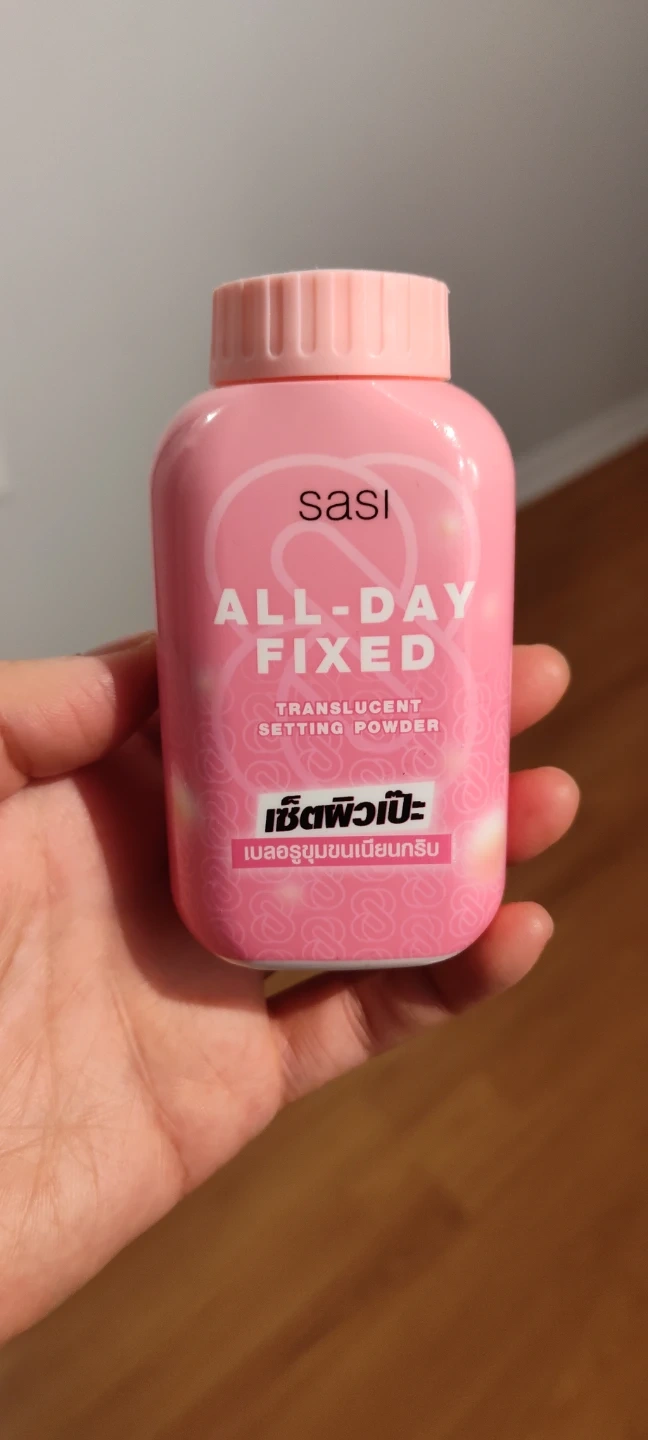 sasi
ALL-DAY
FIXED
TRANSLUCENT
SETTING POWDER
เซ็ตผิวเป๊ะ
เบลอรูขุมขนเนียนกริบ